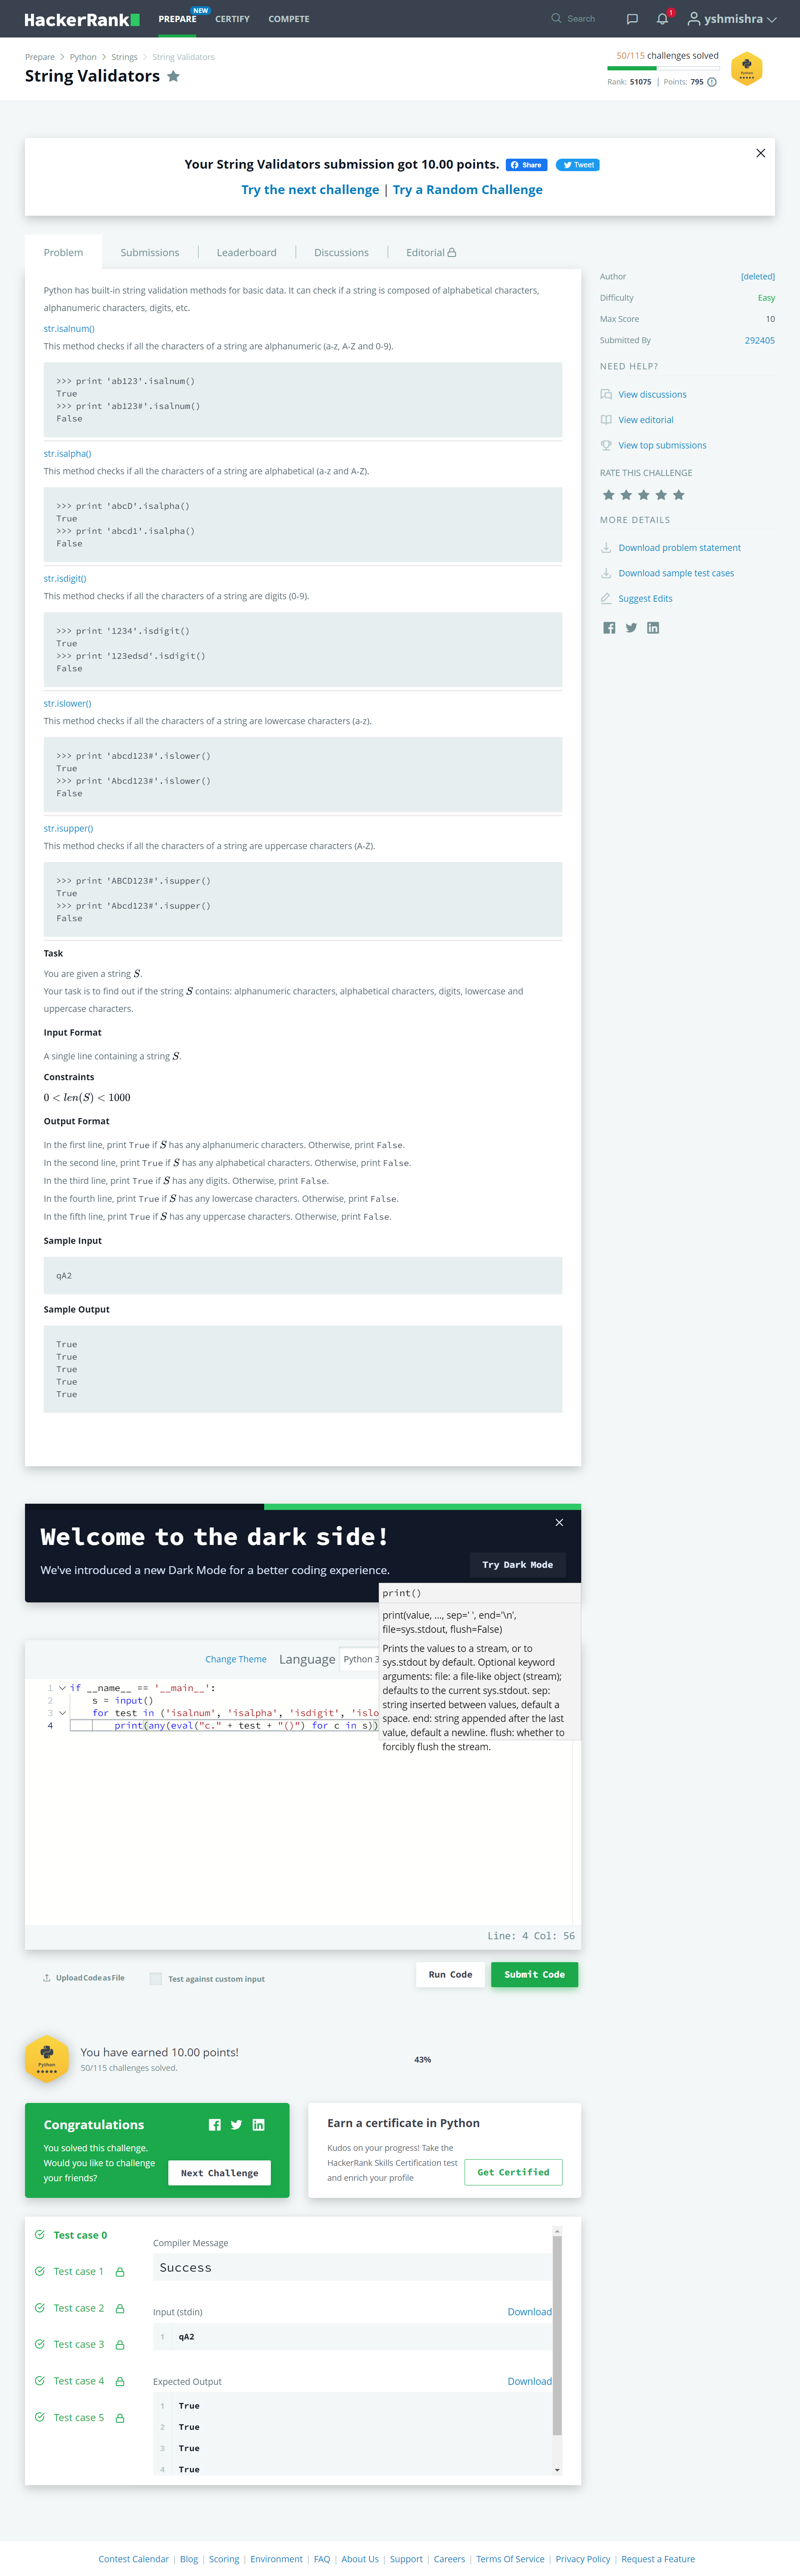 HackerRank
PREPARE
NEW
CERTIFY
COMPETE
Search
1
yshmishra
Prepare > Python > Strings > String Validators
String Validators
50/115 challenges solved
Rank: 51075 | Points: 795
Python
Your String Validators submission got 10.00 points. Share Tweet
Try the next challenge | Try a Random Challenge
Problem
Submissions
Leaderboard
Discussions
Editorial
Python has built-in string validation methods for basic data. It can check if a string is composed of alphabetical characters,
alphanumeric characters, digits, etc.
str.isalnum()
This method checks if all the characters of a string are alphanumeric (a-z, A-Z and 0-9).
>>> print 'ab123'.isalnum()
True
>>> print 'ab123#'.isalnum()
False
str.isalpha()
This method checks if all the characters of a string are alphabetical (a-z and A-Z).
>>> print 'abcD'.isalpha()
True
>>> print 'abcd1'.isalpha()
False
str.isdigit()
This method checks if all the characters of a string are digits (0-9).
>>> print '1234'.isdigit()
True
>>> print '123edsd'.isdigit()
False
str.islower()
This method checks if all the characters of a string are lowercase characters (a-z).
>>> print 'abcd123#'.islower()
True
>>> print 'Abcd123#'.islower()
False
str.isupper()
This method checks if all the characters of a string are uppercase characters (A-Z).
>>> print 'ABCD123#'.isupper()
True
>>> print 'Abcd123#'.isupper()
False
Task
You are given a string S.
Your task is to find out if the string S contains: alphanumeric characters, alphabetical characters, digits, lowercase and
uppercase characters.
Input Format
A single line containing a string S.
Constraints
0 < len(S) < 1000
Output Format
In the first line, print True if S has any alphanumeric characters. Otherwise, print False.
In the second line, print True if S has any alphabetical characters. Otherwise, print False.
In the third line, print True if S has any digits. Otherwise, print False.
In the fourth line, print True if S has any lowercase characters. Otherwise, print False.
In the fifth line, print True if S has any uppercase characters. Otherwise, print False.
Sample Input
qA2
Sample Output
True
True
True
True
True
Author [deleted]
Difficulty Easy
Max Score 10
Submitted By 292405
NEED HELP?
View discussions
View editorial
View top submissions
RATE THIS CHALLENGE
MORE DETAILS
Download problem statement
Download sample test cases
Suggest Edits
Welcome to the dark side!
We've introduced a new Dark Mode for a better coding experience.
Try Dark Mode
print()
print(value, ..., sep=' ', end='\n',
file=sys.stdout, flush=False)
Prints the values to a stream, or to
sys.stdout by default. Optional keyword
arguments: file: a file-like object (stream);
defaults to the current sys.stdout. sep:
string inserted between values, default a
space. end: string appended after the last
value, default a newline. flush: whether to
forcibly flush the stream.
Change Theme Language Python 3
1 if __name__ == '__main__':
2 s = input()
3 for test in ('isalnum', 'isalpha', 'isdigit', 'islo
4 print(any(eval("c." + test + "()") for c in s))
Line: 4 Col: 56
Upload Code as File
Test against custom input
Run Code
Submit Code
Python
You have earned 10.00 points!
50/115 challenges solved.
43%
Congratulations
You solved this challenge.
Would you like to challenge
your friends?
Next Challenge
Earn a certificate in Python
Kudos on your progress! Take the
HackerRank Skills Certification test
and enrich your profile
Get Certified
Test case 0
Test case 1
Test case 2
Test case 3
Test case 4
Test case 5
Compiler Message
Success
Input (stdin) Download
1 qA2
Expected Output Download
1 True
2 True
3 True
4 True
Contest Calendar | Blog | Scoring | Environment | FAQ | About Us | Support | Careers | Terms Of Service | Privacy Policy | Request a Feature